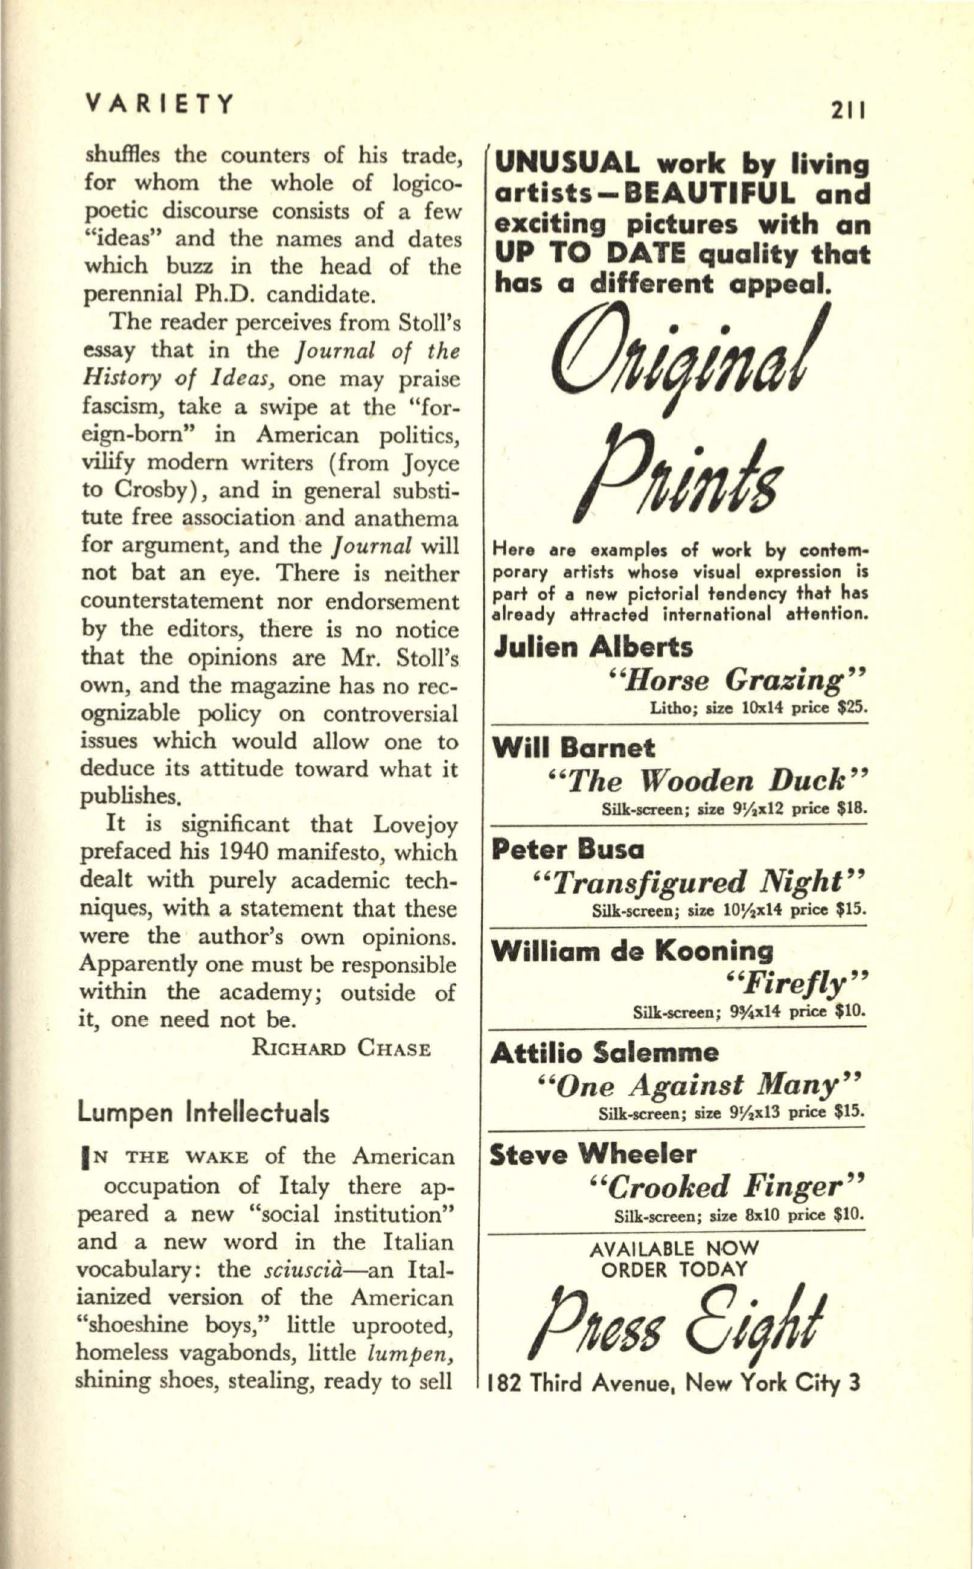 VARIETY
211
shuffles the counters of his trade,
for whom the whole of logico-
poetic discourse consists of a few
“ideas” and the names and dates
which buzz in the head of the
perennial Ph.D. candidate.
The reader perceives from Stoll’s
essay that in the Journal of the
History of Ideas, one may praise
fascism, take a swipe at the “for-
eign-born” in American politics,
vilify modern writers (from Joyce
to Crosby), and in general substi-
tute free association and anathema
for argument, and the Journal will
not bat an eye. There is neither
counterstatement nor endorsement
by the editors, there is no notice
that the opinions are Mr. Stoll’s
own, and the magazine has no rec-
ognizable policy on controversial
issues which would allow one to
deduce its attitude toward what it
publishes.
It is significant that Lovejoy
prefaced his 1940 manifesto, which
dealt with purely academic tech-
niques, with a statement that these
were the author’s own opinions.
Apparently one must be responsible
within the academy; outside of
it, one need not be.
RICHARD CHASE
Lumpen Intellectuals
IN THE WAKE of the American
occupation of Italy there ap-
peared a new “social institution”
and a new word in the Italian
vocabulary: the sciuscià—an Ital-
ianized version of the American
“shoeshine boys,” little uprooted,
homeless vagabonds, little lumpen,
shining shoes, stealing, ready to sell
UNUSUAL work by living
artists—BEAUTIFUL and
exciting pictures with an
UP TO DATE quality that
has a different appeal.
Original
Prints
Here are examples of work by contem-
porary artists whose visual expression is
part of a new pictorial tendency that has
already attracted international attention.
Julien Alberts
“Horse Grazing”
Litho; size 10x14 price $25.
Will Barnet
“The Wooden Duck”
Silk-screen; size 9½x12 price $18.
Peter Busa
“Transfigured Night”
Silk-screen; size 10½x14 price $15.
William de Kooning
“Firefly”
Silk-screen; 9¾x14 price $10.
Attilio Salemme
“One Against Many”
Silk-screen; size 9½x13 price $15.
Steve Wheeler
“Crooked Finger”
Silk-screen; size 8x10 price $10.
AVAILABLE NOW
ORDER TODAY
Press Eight
182 Third Avenue, New York City 3